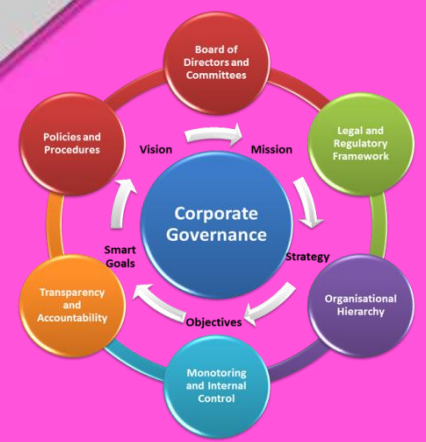 Board of
Directors and
Committees
Legal and
Regulatory
Framework
Organisational
Hierarchy
Monotoring
and Internal
Control
Transparency
and
Accountability
Policies and
Procedures
Vision
Mission
Strategy
Objectives
Smart
Goals
Corporate
Governance